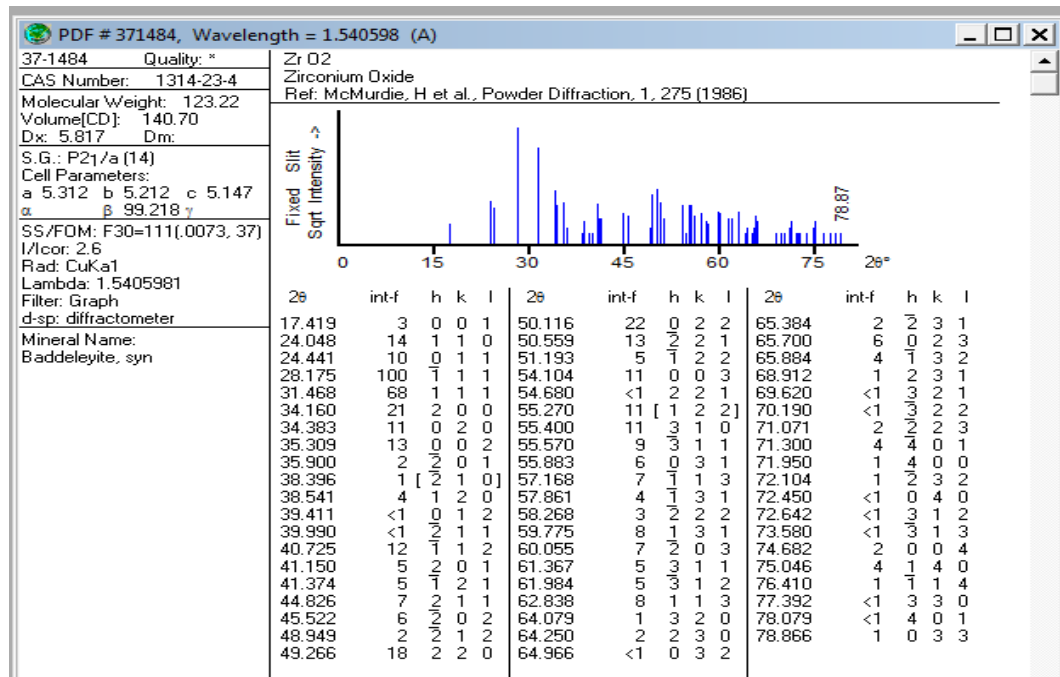 PDF # 371484, Wavelength = 1.540598 (A)
37-1484 Quality: *
CAS Number: 1314-23-4
Molecular Weight: 123.22
Volume[CD]: 140.70
Dx: 5.817 Dm:
S.G.: P21/a (14)
Cell Parameters:
a 5.312 b 5.212 c 5.147
α β 99.218 γ
SS/FOM: F30=111(.0073, 37)
I/Icor: 2.6
Rad: CuKa1
Lambda: 1.5405981
Filter: Graph
d-sp: diffractometer
Mineral Name:
Baddeleyite, syn
Zr O2
Zirconium Oxide
Ref: McMurdie, H et al., Powder Diffraction, 1, 275 (1986)
Fixed Slit
Sqrt Intensity ->
78.87
0 15 30 45 60 75 2θ°
2θ int-f h k l 2θ int-f h k l 2θ int-f h k l
17.419 3 0 0 1 50.116 22 0 2 2 65.384 2 2̅ 3 1
24.048 14 1 1 0 50.559 13 2̅ 2 1 65.700 6 0 2 3
24.441 10 0 1 1 51.193 5 1̅ 2 2 65.884 4 1̅ 3 2
28.175 100 1̅ 1 1 54.104 11 0 0 3 68.912 1 2 3 1
31.468 68 1 1 1 54.680 <1 2 2 1 69.620 <1 3 2 1
34.160 21 2 0 0 55.270 11 [ 1 2 2] 70.190 <1 3̅ 2 2
34.383 11 0 2 0 55.400 11 3 1 0 71.071 2 2̅ 2 3
35.309 13 0 0 2 55.570 9 3̅ 1 1 71.300 4 4̅ 0 1
35.900 2 2̅ 0 1 55.883 6 0 3 1 71.950 1 4 0 0
38.396 1 [ 2 1 0] 57.168 7 1̅ 1 3 72.104 1 2̅ 3 2
38.541 4 1 2 0 57.861 4 1̅ 3 1 72.450 <1 0 4 0
39.411 <1 0 1 2 58.268 3 2̅ 2 2 72.642 <1 3 1 2
39.990 <1 2̅ 1 1 59.775 8 1 3 1 73.580 <1 3̅ 1 3
40.725 12 1̅ 1 2 60.055 7 2̅ 0 3 74.682 2 0 0 4
41.150 5 2 0 1 61.367 5 3 1 1 75.046 4 1 4 0
41.374 5 1̅ 2 1 61.984 5 3̅ 1 2 76.410 1 1̅ 1 4
44.826 7 2 1 1 62.838 8 1 1 3 77.392 <1 3 3 0
45.522 6 2̅ 0 2 64.079 1 3 2 0 78.079 <1 4 0 1
48.949 2 2̅ 1 2 64.250 2 2 3 0 78.866 1 0 3 3
49.266 18 2 2 0 64.966 <1 0 3 2